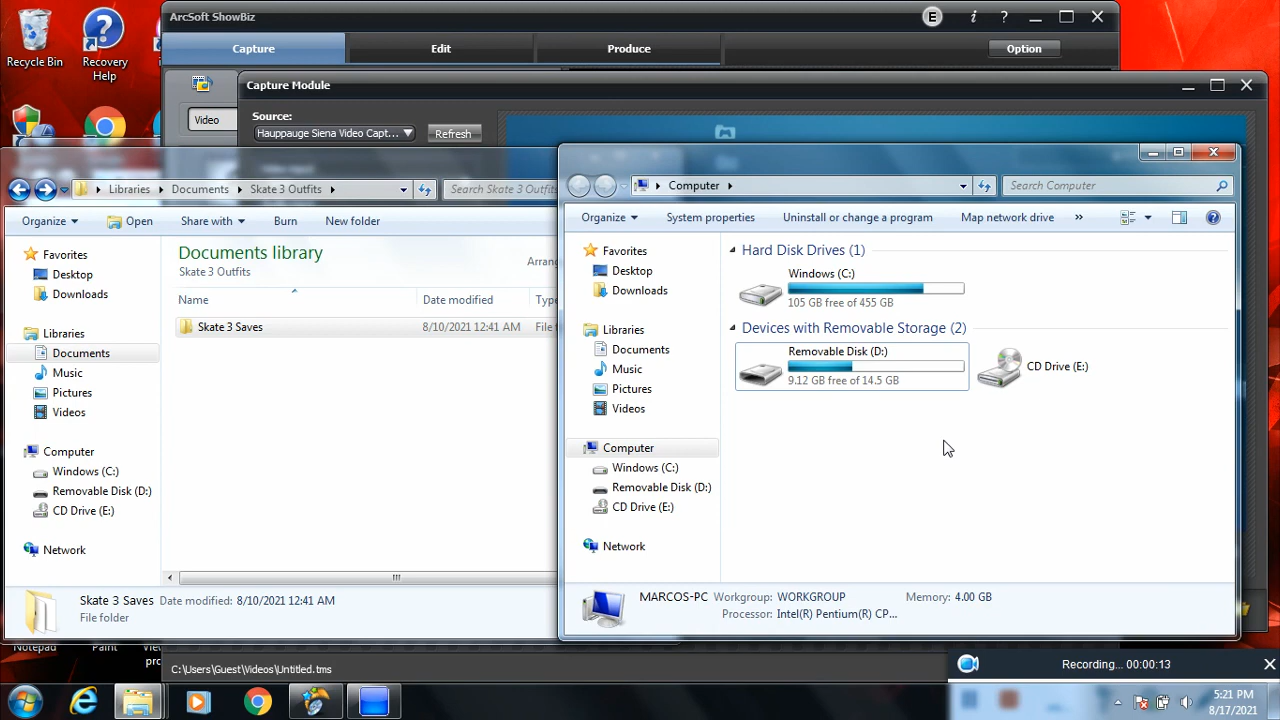 Recycle Bin
Recovery Help
ArcSoft ShowBiz
E
i
?
Capture
Edit
Produce
Option
Capture Module
Video
Source:
Hauppauge Siena Video Capt...
Refresh
Libraries
Documents
Skate 3 Outfits
Search Skate 3 Outfits
Organize
Open
Share with
Burn
New folder
Favorites
Desktop
Downloads
Libraries
Documents
Music
Pictures
Videos
Computer
Windows (C:)
Removable Disk (D:)
CD Drive (E:)
Network
Documents library
Skate 3 Outfits
Arrang
Name
Date modified
Type
Skate 3 Saves
8/10/2021 12:41 AM
File
Skate 3 Saves Date modified: 8/10/2021 12:41 AM
File folder
Computer
Search Computer
Organize
System properties
Uninstall or change a program
Map network drive
»
Favorites
Desktop
Downloads
Libraries
Documents
Music
Pictures
Videos
Computer
Windows (C:)
Removable Disk (D:)
CD Drive (E:)
Network
Hard Disk Drives (1)
Windows (C:)
105 GB free of 455 GB
Devices with Removable Storage (2)
Removable Disk (D:)
9.12 GB free of 14.5 GB
CD Drive (E:)
MARCOS-PC Workgroup: WORKGROUP Memory: 4.00 GB
Processor: Intel(R) Pentium(R) CP...
Notepad
Paint
C:\Users\Guest\Videos\Untitled.tms
Recording... 00:00:13
5:21 PM
8/17/2021